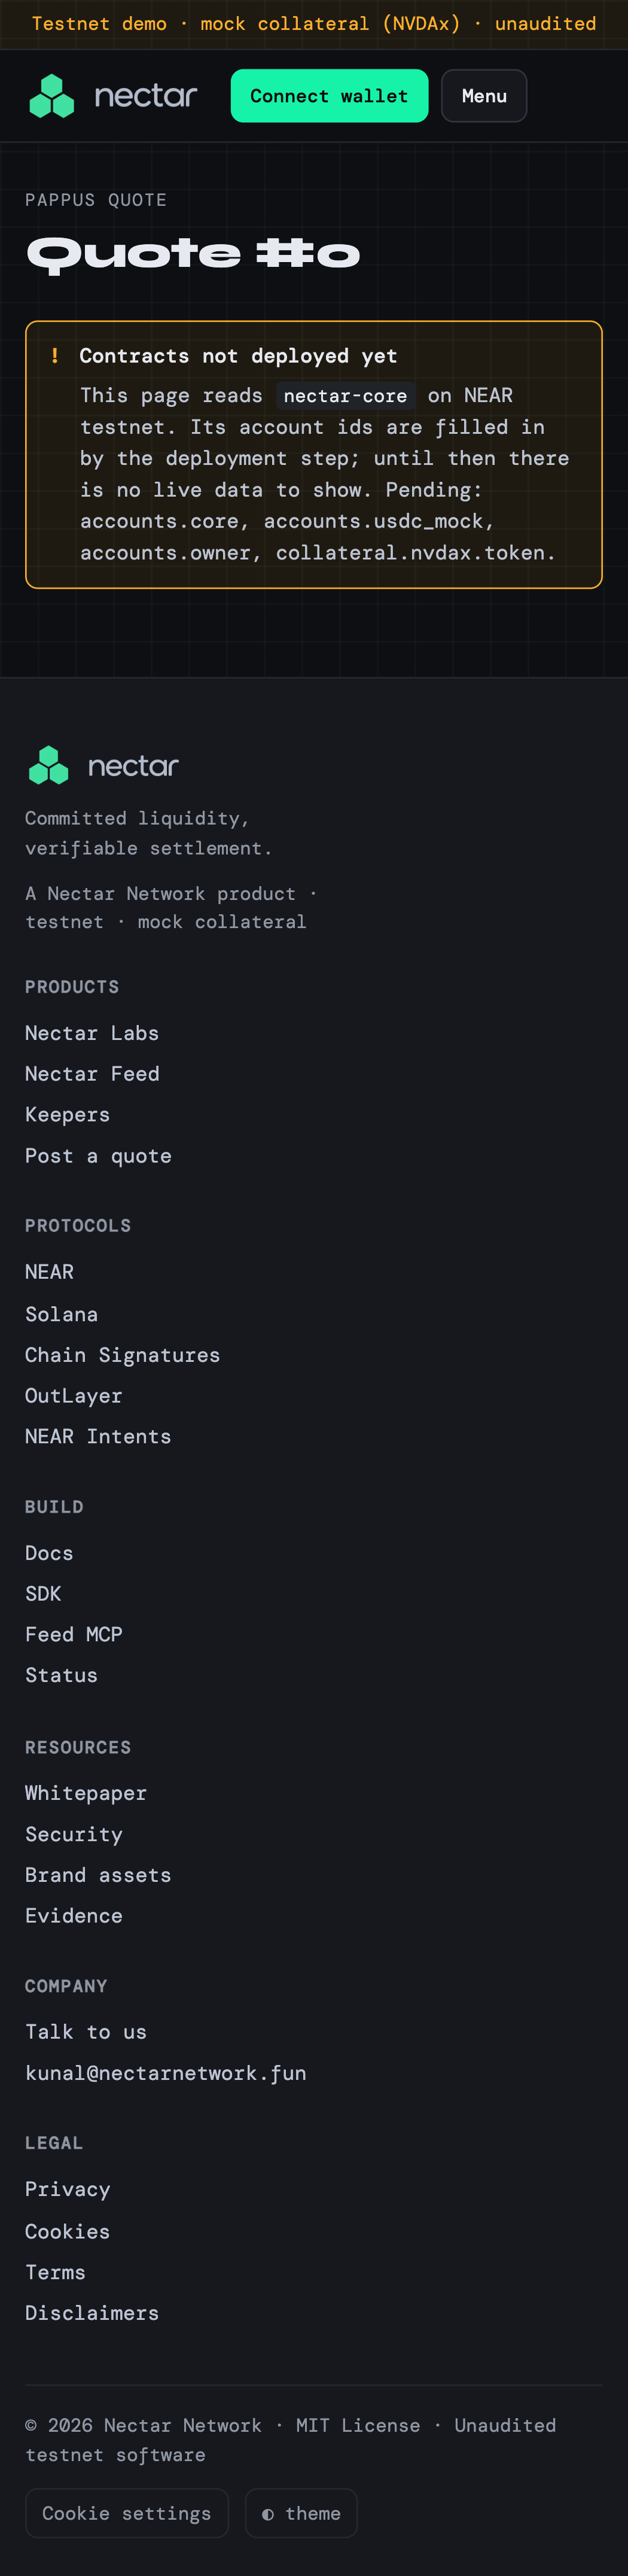 Testnet demo · mock collateral (NVDAx) · unaudited
nectar
Connect wallet
Menu
PAPPUS QUOTE
Quote #0
! Contracts not deployed yet
This page reads nectar-core on NEAR
testnet. Its account ids are filled in
by the deployment step; until then there
is no live data to show. Pending:
accounts.core, accounts.usdc_mock,
accounts.owner, collateral.nvdax.token.
nectar
Committed liquidity,
verifiable settlement.
A Nectar Network product ·
testnet · mock collateral
PRODUCTS
Nectar Labs
Nectar Feed
Keepers
Post a quote
PROTOCOLS
NEAR
Solana
Chain Signatures
OutLayer
NEAR Intents
BUILD
Docs
SDK
Feed MCP
Status
RESOURCES
Whitepaper
Security
Brand assets
Evidence
COMPANY
Talk to us
kunal@nectarnetwork.fun
LEGAL
Privacy
Cookies
Terms
Disclaimers
© 2026 Nectar Network · MIT License · Unaudited
testnet software
Cookie settings
◐ theme